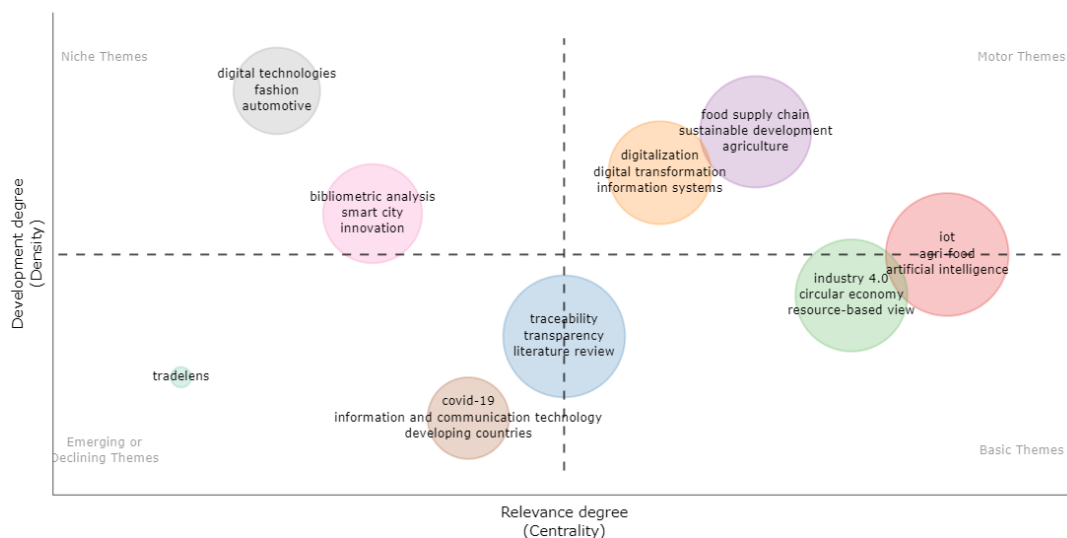 Niche Themes
Motor Themes
digital technologies
fashion
automotive
food supply chain
sustainable development
agriculture
digitalization
digital transformation
information systems
bibliometric analysis
smart city
innovation
iot
agri-food
artificial intelligence
industry 4.0
circular economy
resource-based view
traceability
transparency
literature review
tradelens
covid-19
information and communication technology
developing countries
Emerging or
Declining Themes
Basic Themes
Development degree
(Density)
Relevance degree
(Centrality)